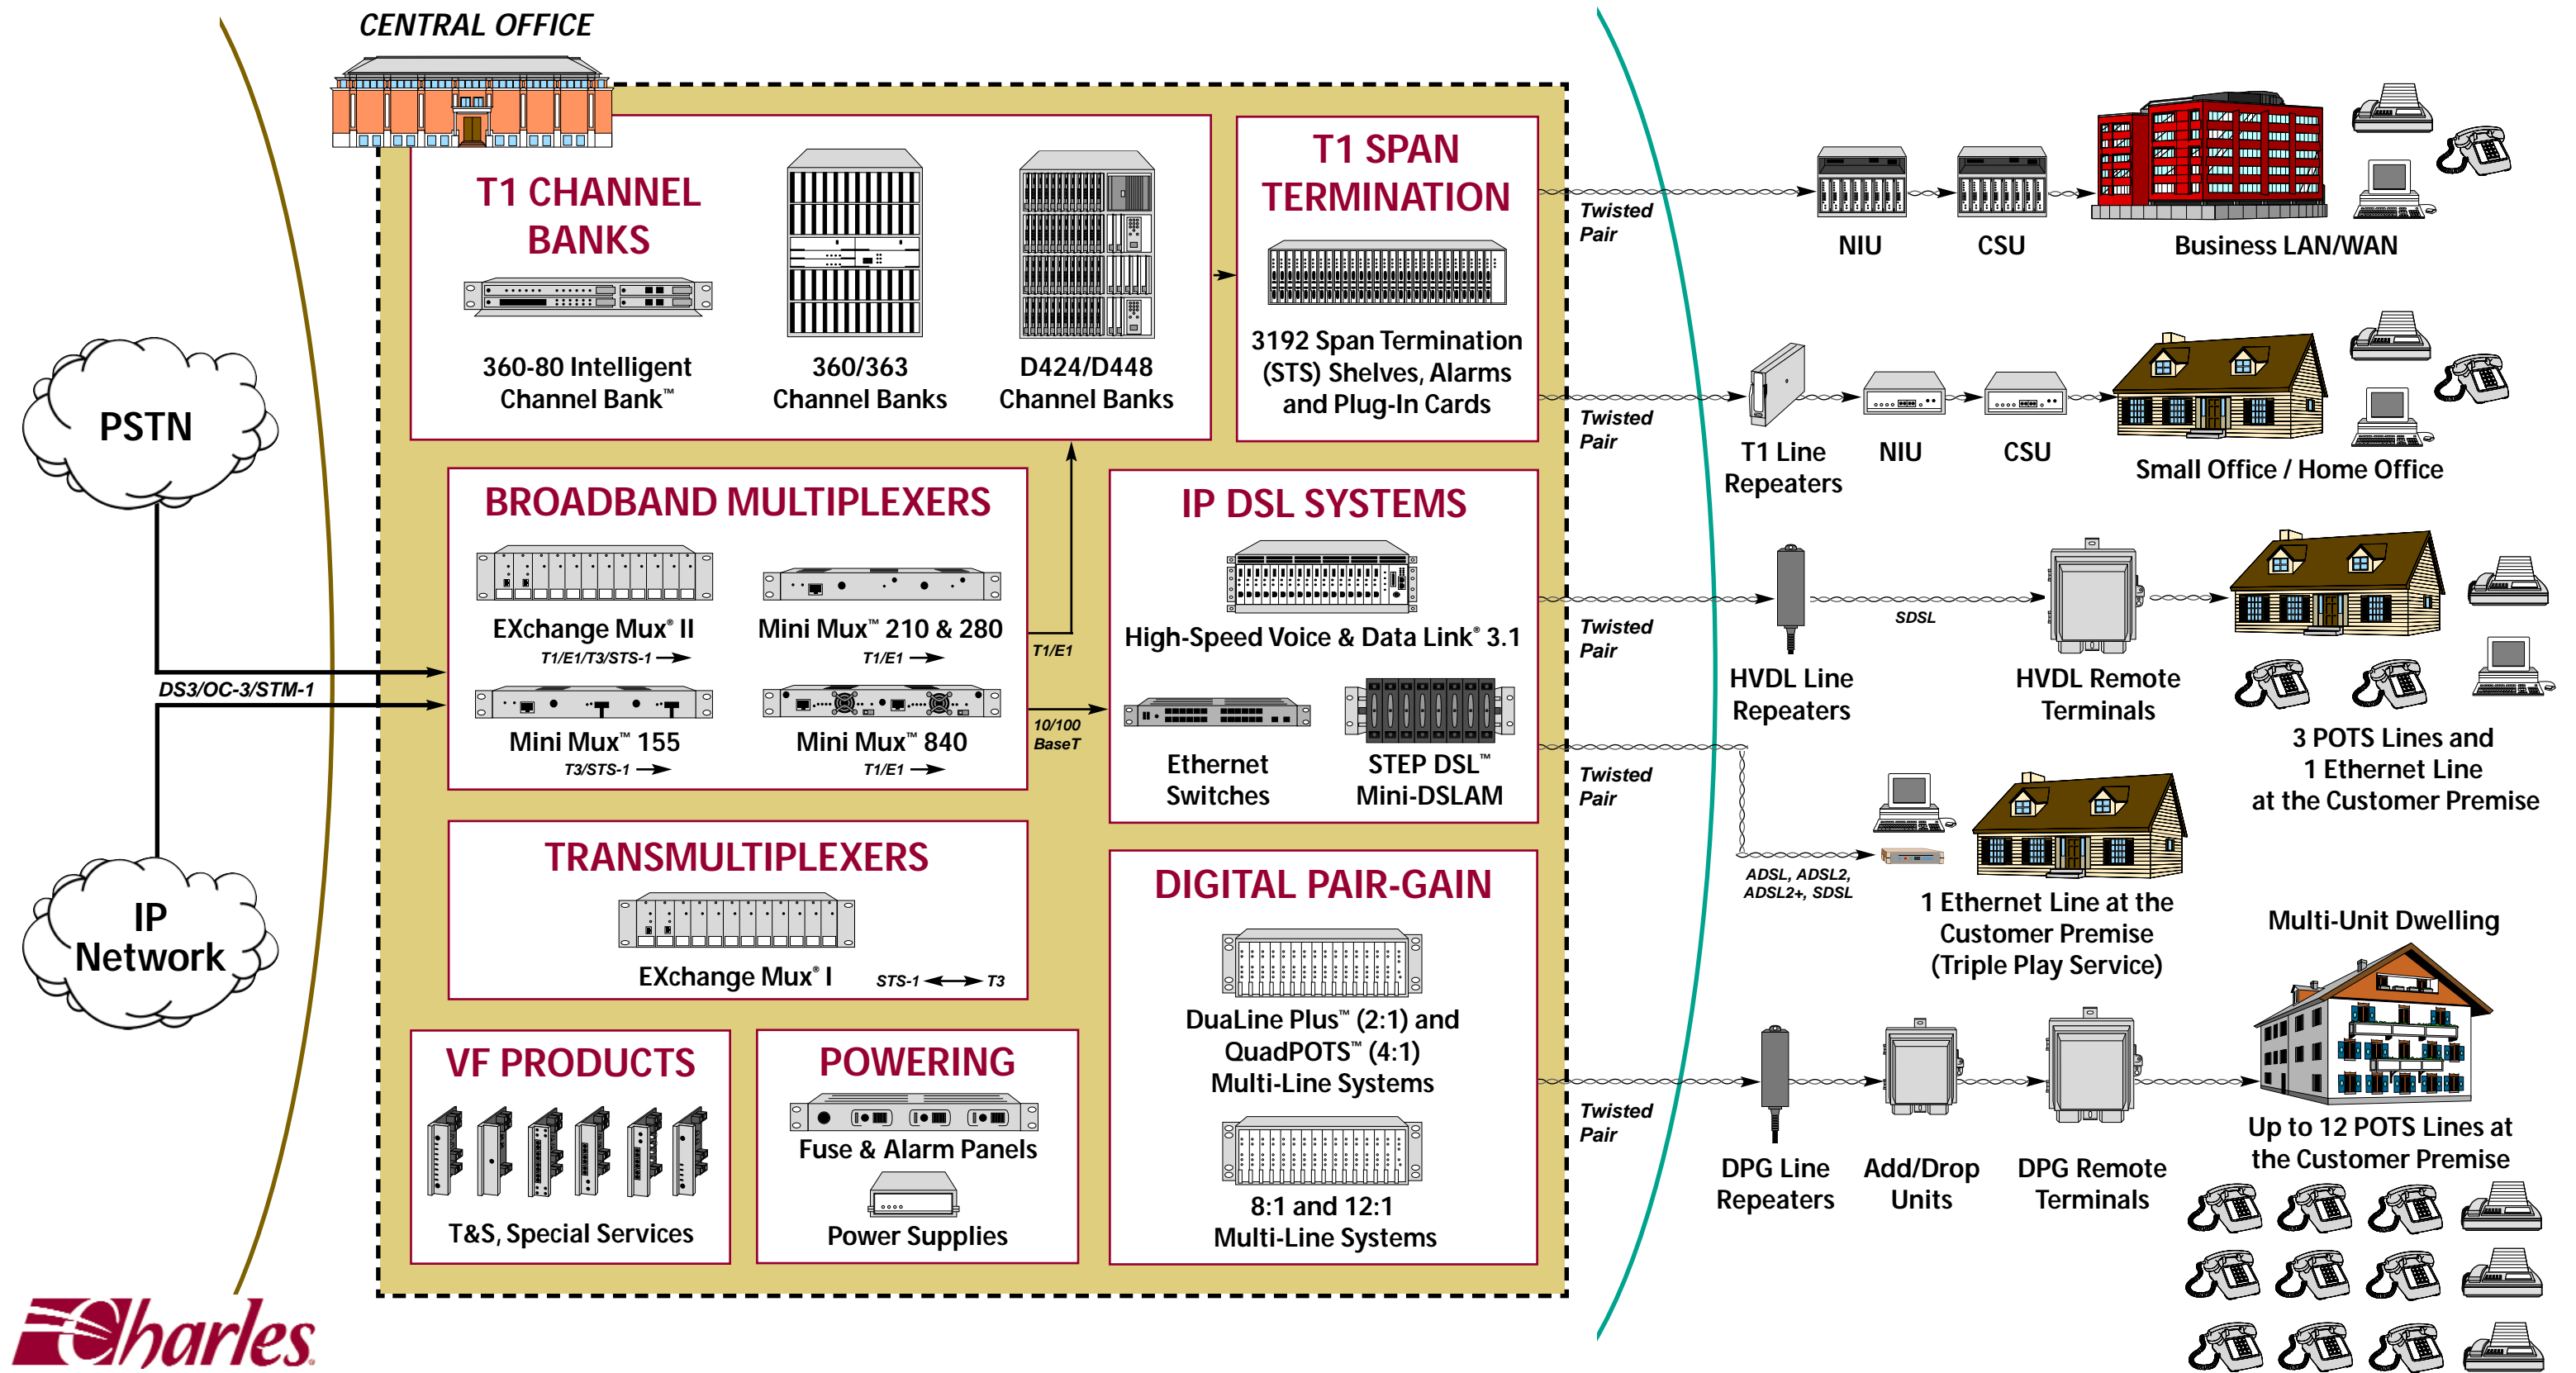 CENTRAL OFFICE
T1 CHANNEL
BANKS
360-80 Intelligent
Channel Bank™
360/363
Channel Banks
D424/D448
Channel Banks
T1 SPAN
TERMINATION
3192 Span Termination
(STS) Shelves, Alarms
and Plug-In Cards
Twisted
Pair
NIU
CSU
Business LAN/WAN
Twisted
Pair
T1 Line
Repeaters
NIU
CSU
Small Office / Home Office
PSTN
DS3/OC-3/STM-1
IP
Network
BROADBAND MULTIPLEXERS
EXchange Mux® II
T1/E1/T3/STS-1
Mini Mux™ 210 & 280
T1/E1
Mini Mux™ 155
T3/STS-1
Mini Mux™ 840
T1/E1
T1/E1
10/100
BaseT
IP DSL SYSTEMS
High-Speed Voice & Data Link® 3.1
Ethernet
Switches
STEP DSL™
Mini-DSLAM
Twisted
Pair
HVDL Line
Repeaters
SDSL
HVDL Remote
Terminals
3 POTS Lines and
1 Ethernet Line
at the Customer Premise
Twisted
Pair
ADSL, ADSL2,
ADSL2+, SDSL
1 Ethernet Line at the
Customer Premise
(Triple Play Service)
TRANSMULTIPLEXERS
EXchange Mux® I
STS-1
T3
DIGITAL PAIR-GAIN
DuaLine Plus™ (2:1) and
QuadPOTS™ (4:1)
Multi-Line Systems
8:1 and 12:1
Multi-Line Systems
Twisted
Pair
DPG Line
Repeaters
Add/Drop
Units
DPG Remote
Terminals
Multi-Unit Dwelling
Up to 12 POTS Lines at
the Customer Premise
VF PRODUCTS
T&S, Special Services
POWERING
Fuse & Alarm Panels
Power Supplies
Charles®